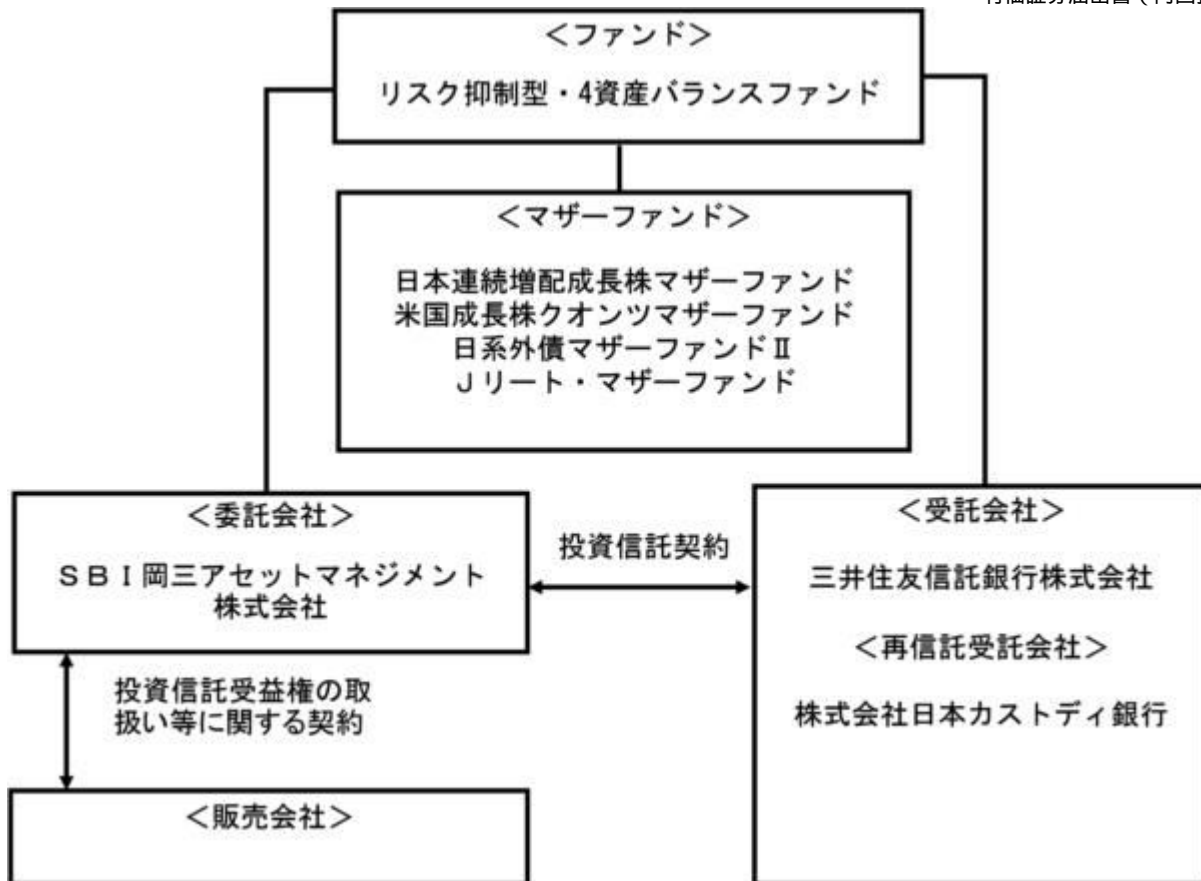 ＜ファンド＞
リスク抑制型・4資産バランスファンド
＜マザーファンド＞
日本連続増配成長株マザーファンド
米国成長株クオンツマザーファンド
日系外債マザーファンドⅡ
Ｊリート・マザーファンド
＜委託会社＞
ＳＢＩ岡三アセットマネジメント
株式会社
投資信託契約
＜受託会社＞
三井住友信託銀行株式会社
＜再信託受託会社＞
株式会社日本カストディ銀行
投資信託受益権の取
扱い等に関する契約
＜販売会社＞